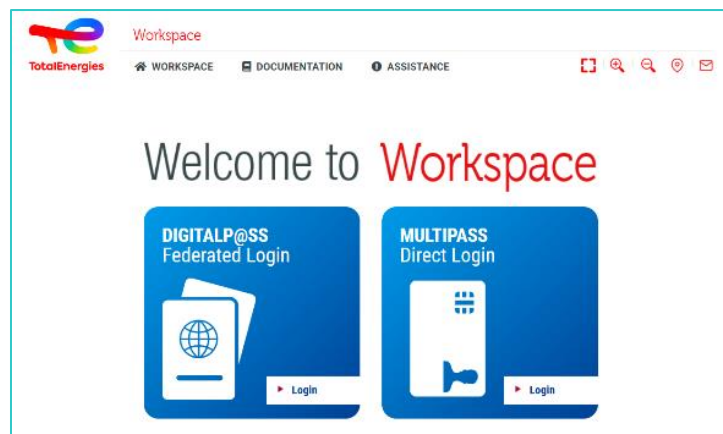 Workspace
TotalEnergies
WORKSPACE DOCUMENTATION ASSISTANCE
Welcome to Workspace
DIGITALP@SS
Federated Login
Login
MULTIPASS
Direct Login
Login